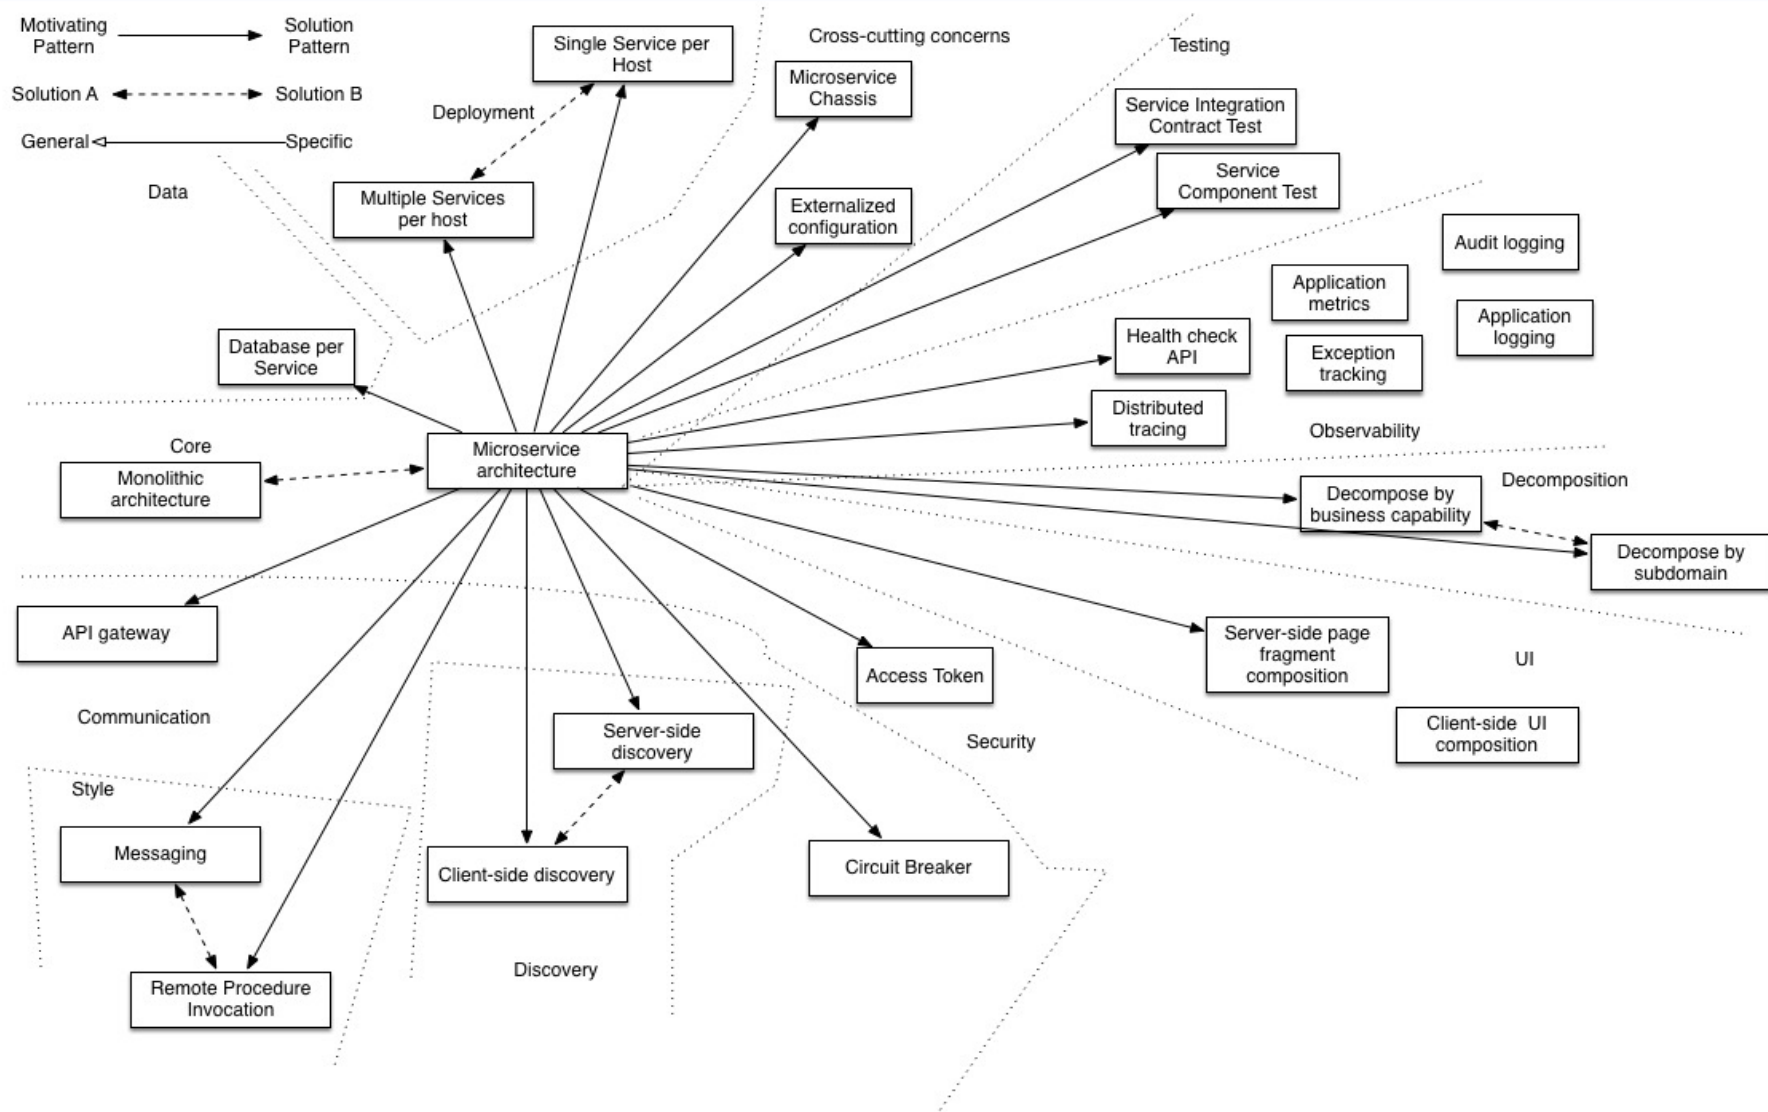 Motivating
Pattern
Solution
Pattern
Solution A
Solution B
General
Specific
Single Service per
Host
Deployment
Multiple Services
per host
Data
Database per
Service
Cross-cutting concerns
Microservice
Chassis
Externalized
configuration
Testing
Service Integration
Contract Test
Service
Component Test
Audit logging
Application
metrics
Application
logging
Health check
API
Exception
tracking
Distributed
tracing
Observability
Core
Monolithic
architecture
Microservice
architecture
Decompose by
business capability
Decomposition
Decompose by
subdomain
API gateway
Communication
Style
Messaging
Remote Procedure
Invocation
Server-side
discovery
Client-side discovery
Discovery
Access Token
Security
Circuit Breaker
Server-side page
fragment
composition
UI
Client-side UI
composition